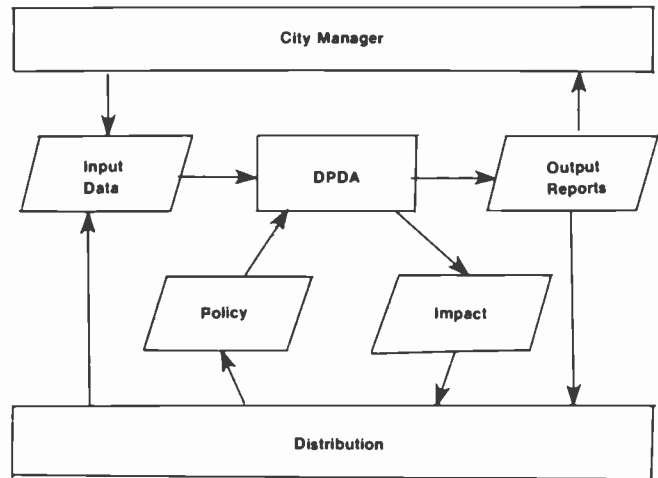 City Manager
Input
Data
DPDA
Output
Reports
Policy
Impact
Distribution